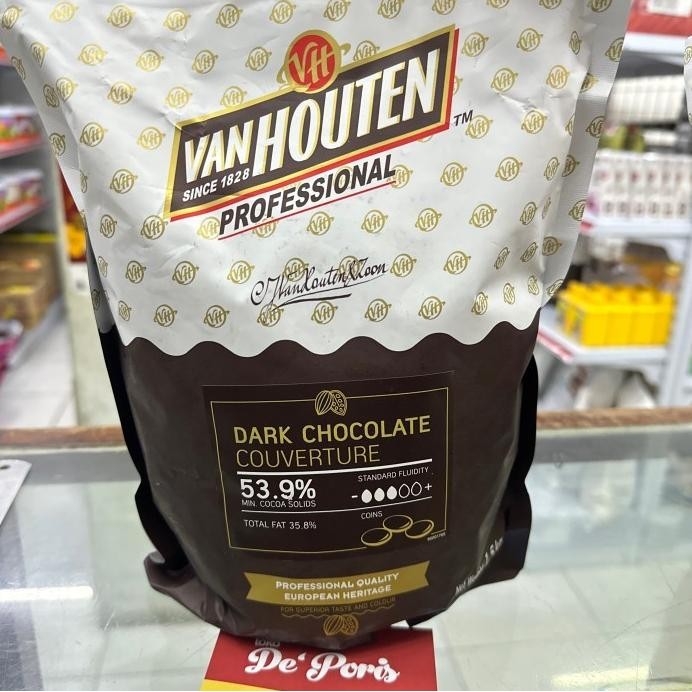 VH
VAN HOUTEN
TM
SINCE 1828
PROFESSIONAL
DARK CHOCOLATE
COUVERTURE
53.9%
MIN. COCOA SOLIDS
STANDARD FLUIDITY
- +
TOTAL FAT 35.8%
COINS
PROFESSIONAL QUALITY
EUROPEAN HERITAGE
FOR SUPERIOR TASTE AND COLOUR
TOKO
De' Poris